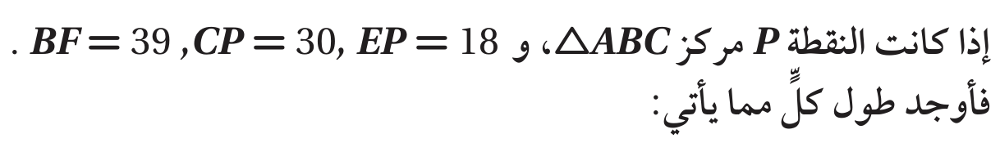 إذا كانت النقطة P مركز △ABC، و EP = 18 ,CP = 30, BF = 39 .
فأوجد طول كلٍّ مما يأتي: